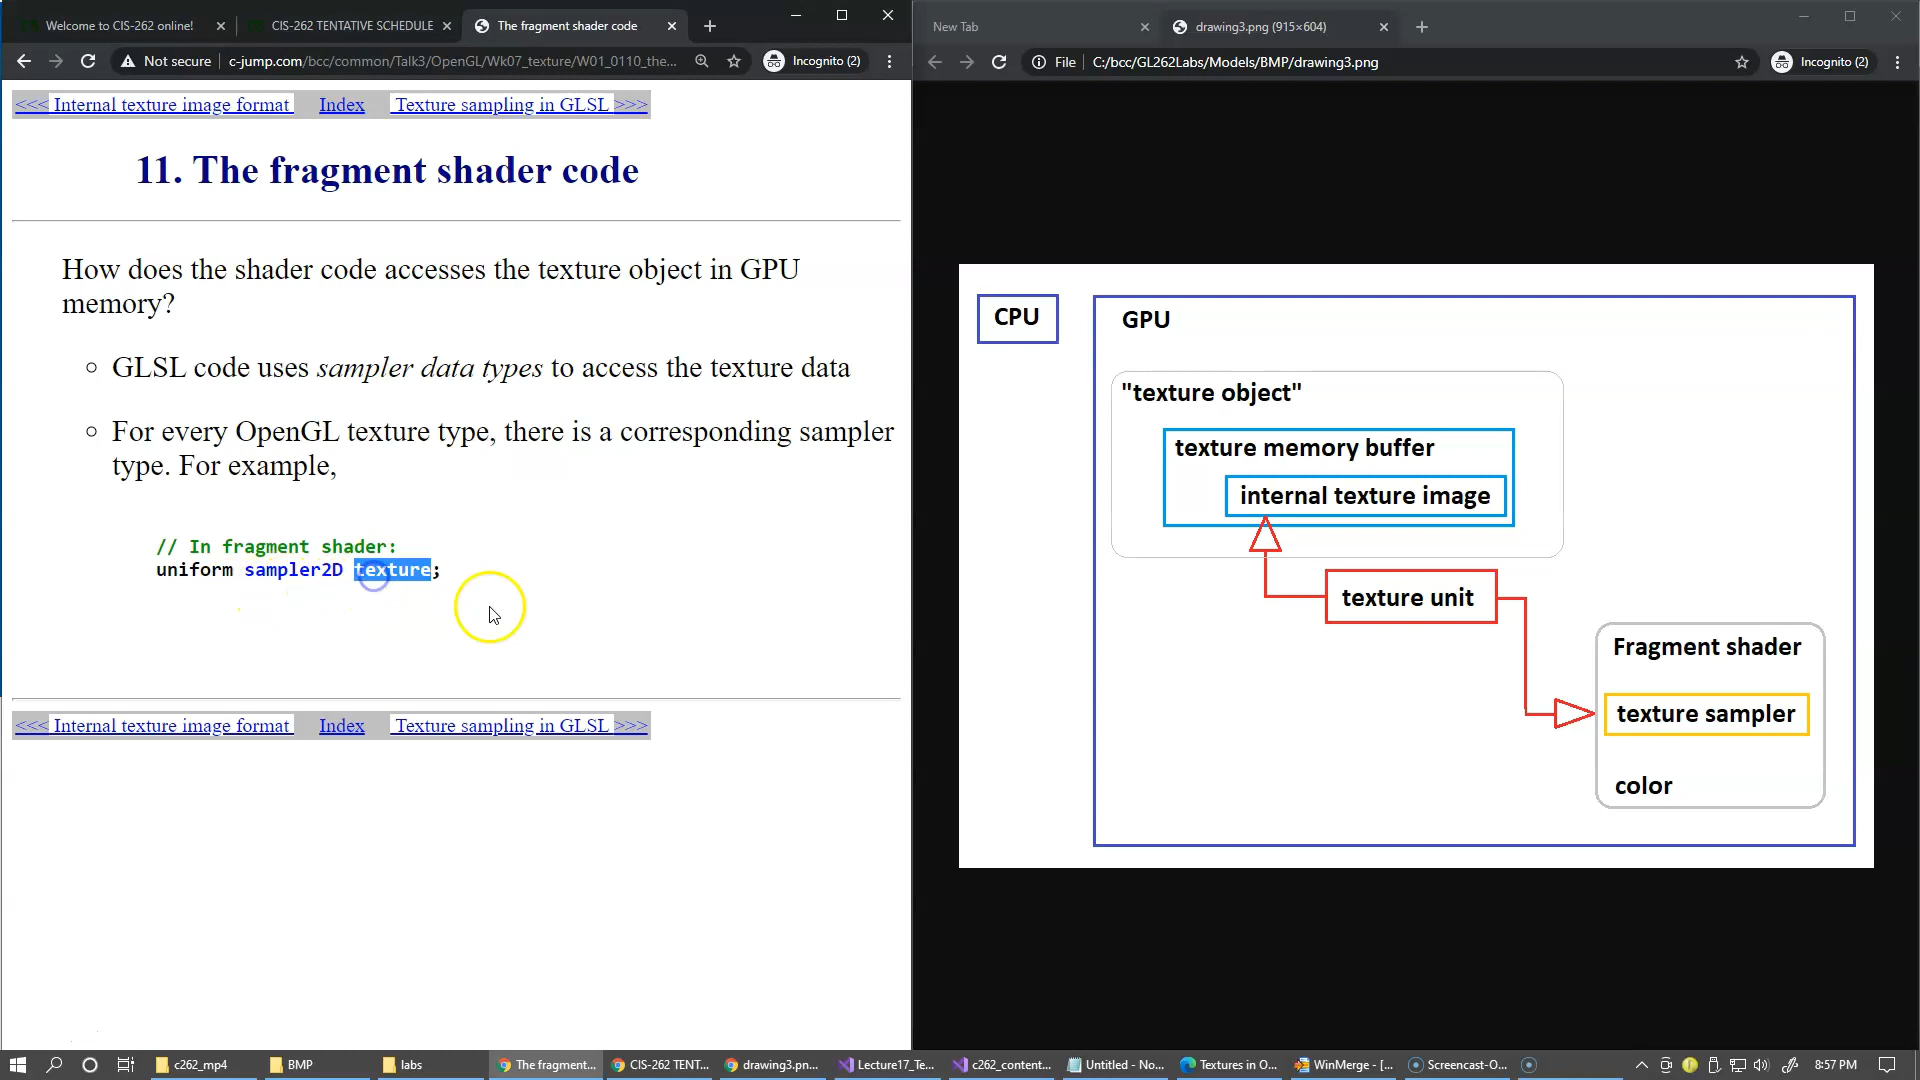 Welcome to CIS-262 online!
CIS-262 TENTATIVE SCHEDULE
The fragment shader code
Not secure
c-jump.com/bcc/common/Talk3/OpenGL/Wk07_texture/W01_0110_the...
Incognito (2)
<<< Internal texture image format Index Texture sampling in GLSL >>>
11. The fragment shader code
How does the shader code accesses the texture object in GPU
memory?
GLSL code uses sampler data types to access the texture data
For every OpenGL texture type, there is a corresponding sampler
type. For example,
// In fragment shader:
uniform sampler2D texture;
<<< Internal texture image format Index Texture sampling in GLSL >>>
New Tab
drawing3.png (915×604)
File
C:/bcc/GL262Labs/Models/BMP/drawing3.png
Incognito (2)
CPU
GPU
"texture object"
texture memory buffer
internal texture image
texture unit
Fragment shader
texture sampler
color
c262_mp4
BMP
labs
The fragment...
CIS-262 TENT...
drawing3.pn...
Lecture17_Te...
c262_content...
Untitled - No...
Textures in O...
WinMerge - [...
Screencast-O...
8:57 PM